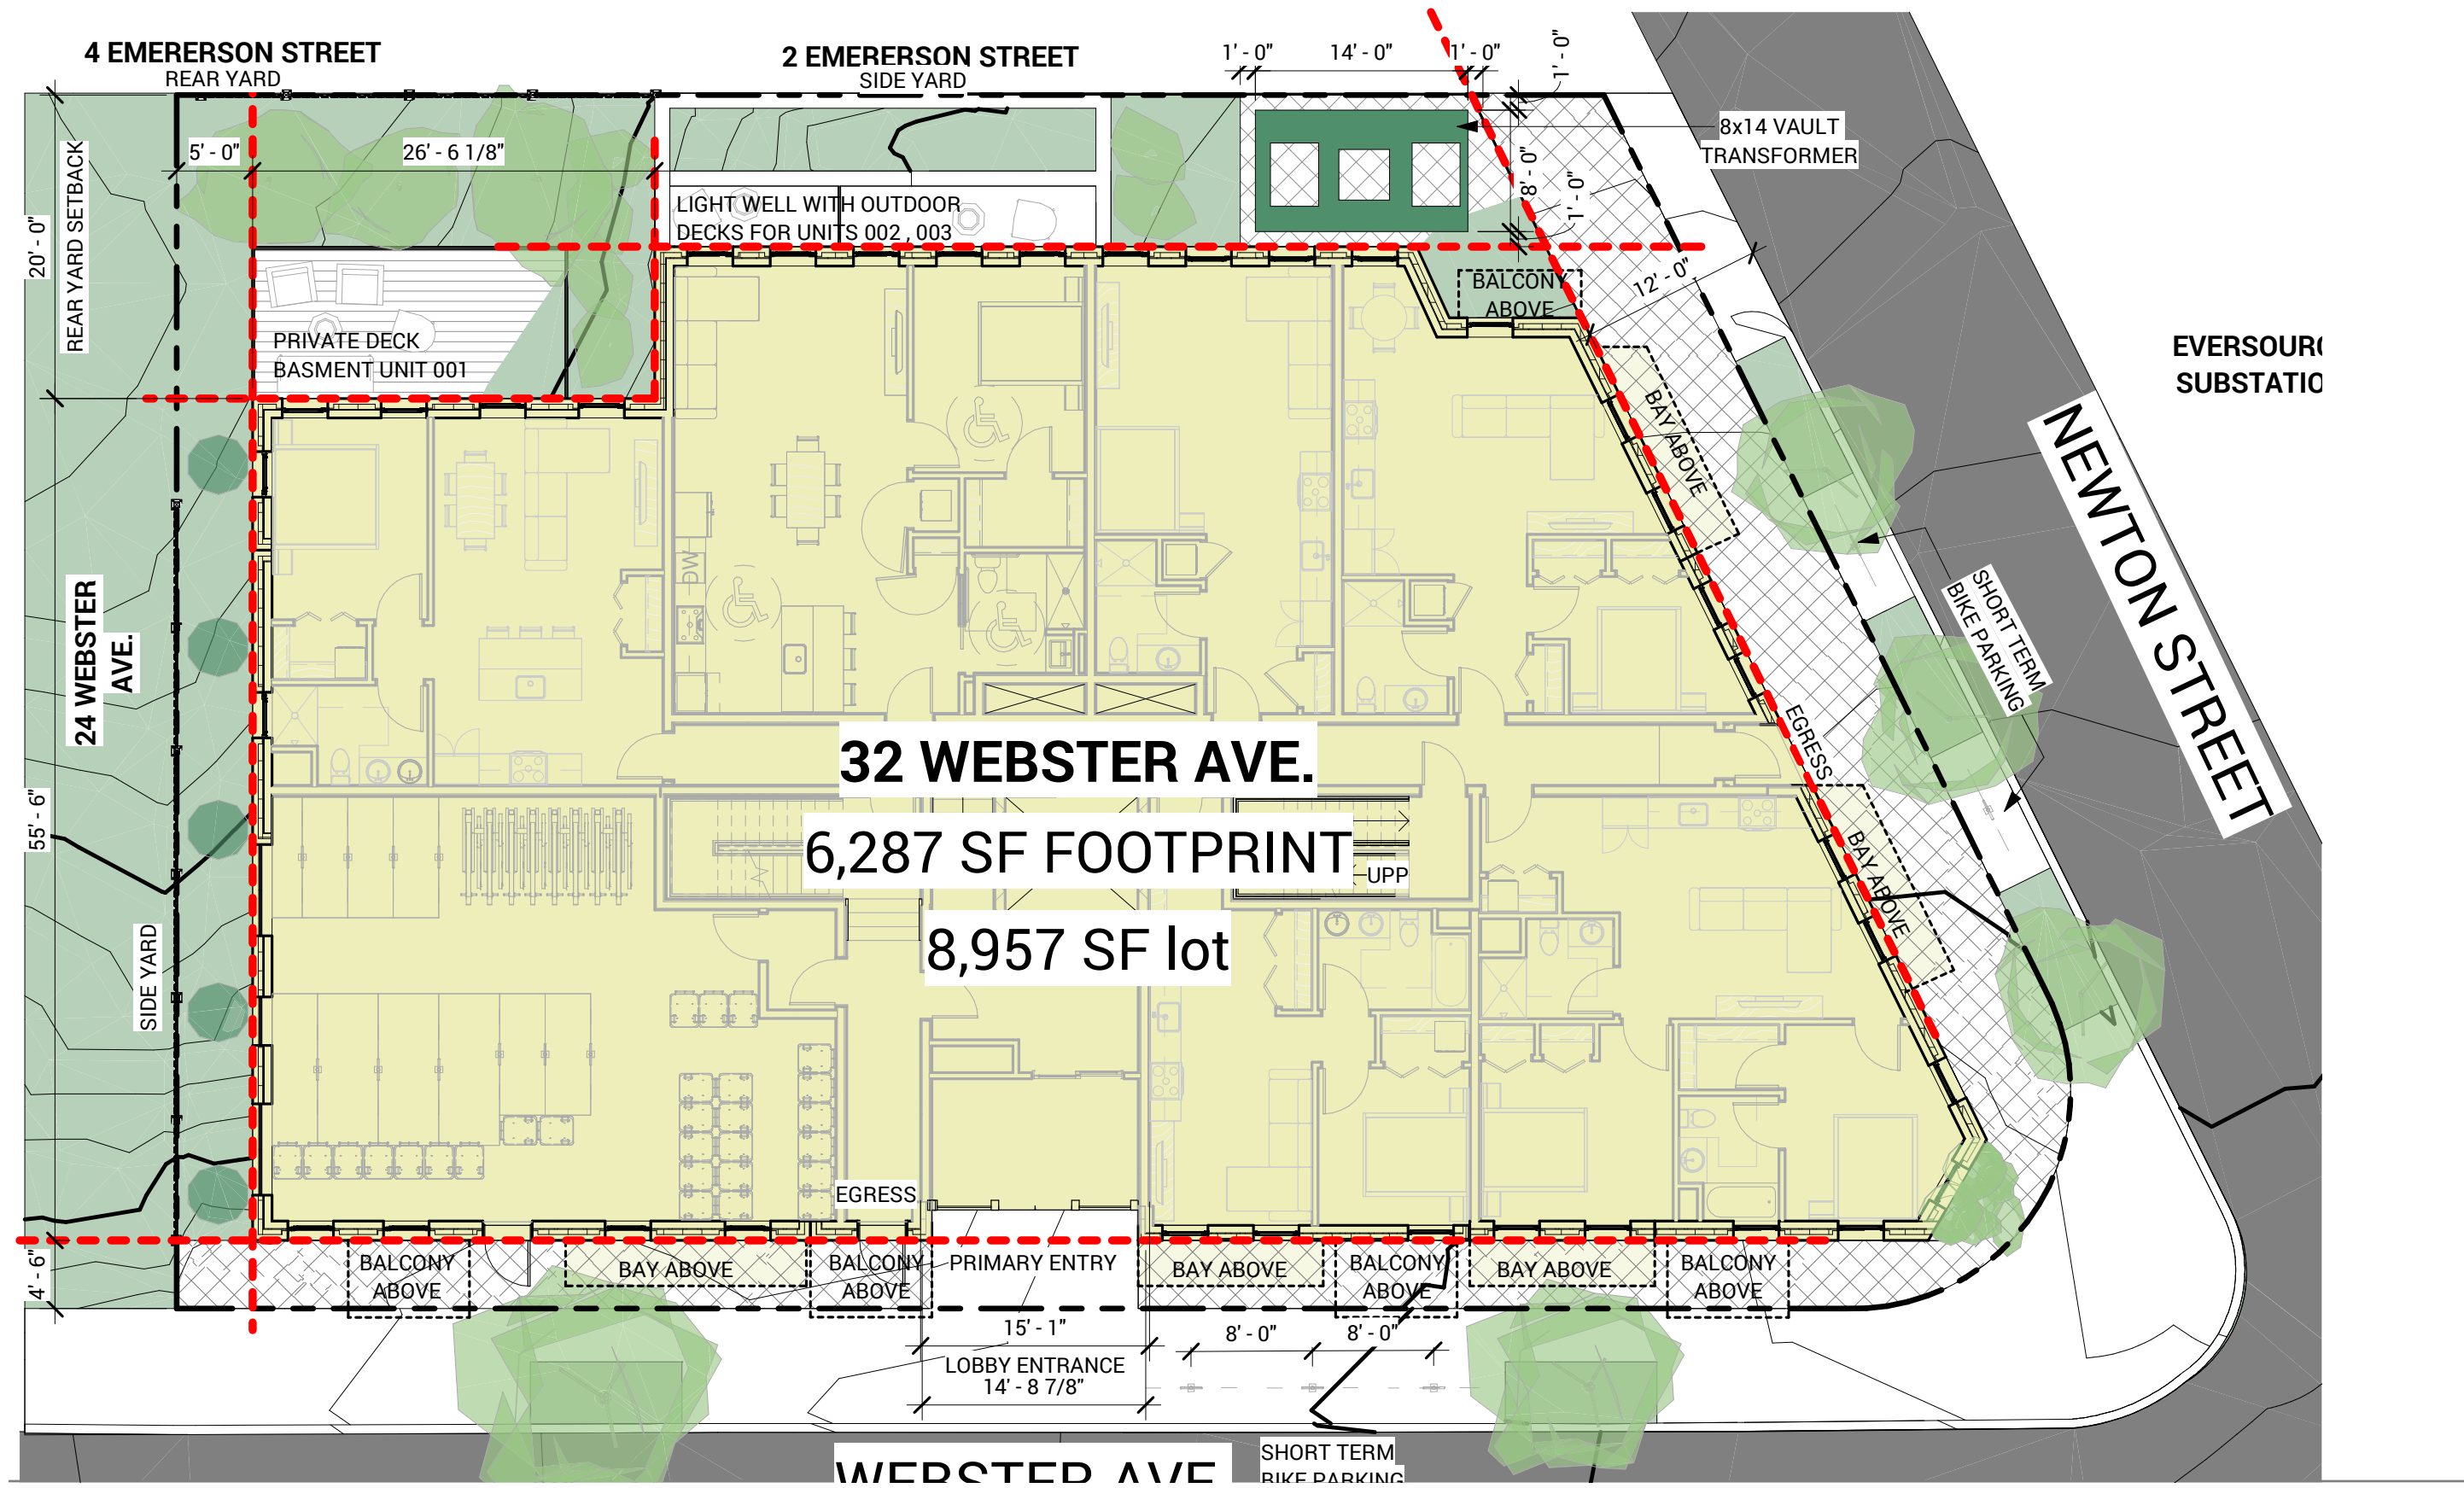 4 EMERERSON STREET
REAR YARD
2 EMERERSON STREET
SIDE YARD
1' - 0"
14' - 0"
1' - 0"
1' - 0"
8x14 VAULT
TRANSFORMER
5' - 0"
26' - 6 1/8"
20' - 0"
REAR YARD SETBACK
8' - 0"
1' - 0"
LIGHT WELL WITH OUTDOOR
DECKS FOR UNITS 002 , 003
BALCONY
ABOVE
12' - 0"
PRIVATE DECK
BASMENT UNIT 001
EVERSOURC
SUBSTATIO
NEWTON STREET
BAY ABOVE
DW
SHORT TERM
BIKE PARKING
24 WEBSTER
AVE.
EGRESS
32 WEBSTER AVE.
6,287 SF FOOTPRINT
8,957 SF lot
UPP
55' - 6"
BAY ABOVE
SIDE YARD
EGRESS
4' - 6"
BALCONY
ABOVE
BAY ABOVE
BALCONY
ABOVE
PRIMARY ENTRY
BAY ABOVE
BALCONY
ABOVE
BAY ABOVE
BALCONY
ABOVE
15' - 1"
8' - 0"
8' - 0"
LOBBY ENTRANCE
14' - 8 7/8"
SHORT TERM
BIKE PARKING
WEBSTER AVE